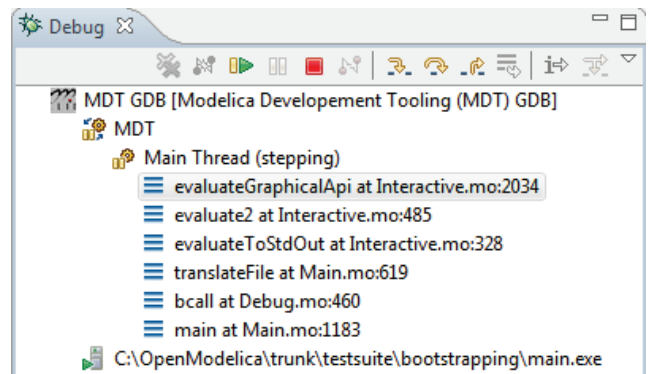 Debug
MDT GDB [Modelica Developement Tooling (MDT) GDB]
MDT
Main Thread (stepping)
evaluateGraphicalApi at Interactive.mo:2034
evaluate2 at Interactive.mo:485
evaluateToStdOut at Interactive.mo:328
translateFile at Main.mo:619
bcall at Debug.mo:460
main at Main.mo:1183
C:\OpenModelica\trunk\testsuite\bootstrapping\main.exe